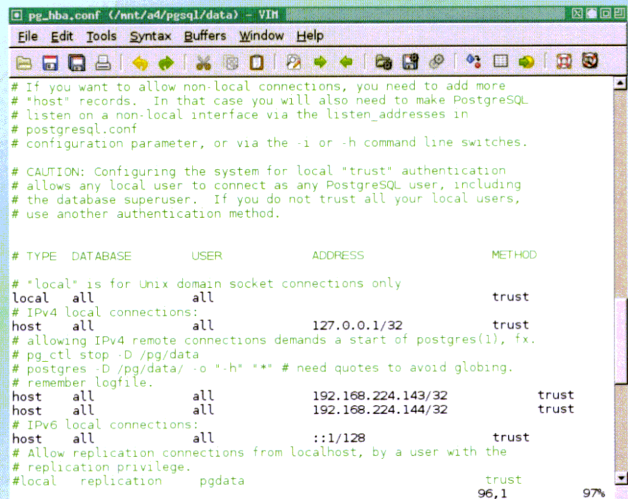 pg_hba.conf (/mnt/a4/pgsql/data) - VIM
File Edit Tools Syntax Buffers Window Help
# If you want to allow non-local connections, you need to add more
# "host" records. In that case you will also need to make PostgreSQL
# listen on a non-local interface via the listen_addresses in
# postgresql.conf
# configuration parameter, or via the -i or -h command line switches.
# CAUTION: Configuring the system for local "trust" authentication
# allows any local user to connect as any PostgreSQL user, including
# the database superuser. If you do not trust all your local users,
# use another authentication method.
# TYPE DATABASE USER ADDRESS METHOD
# "local" is for Unix domain socket connections only
local all all trust
# IPv4 local connections:
host all all 127.0.0.1/32 trust
# allowing IPv4 remote connections demands a start of postgres(1), fx.
# pg_ctl stop -D /pg/data
# postgres -D /pg/data/ -o "-h" "*" # need quotes to avoid globing.
# remember logfile.
host all all 192.168.224.143/32 trust
host all all 192.168.224.144/32 trust
# IPv6 local connections:
host all all ::1/128 trust
# Allow replication connections from localhost, by a user with the
# replication privilege.
#local replication pgdata trust
96,1 97%